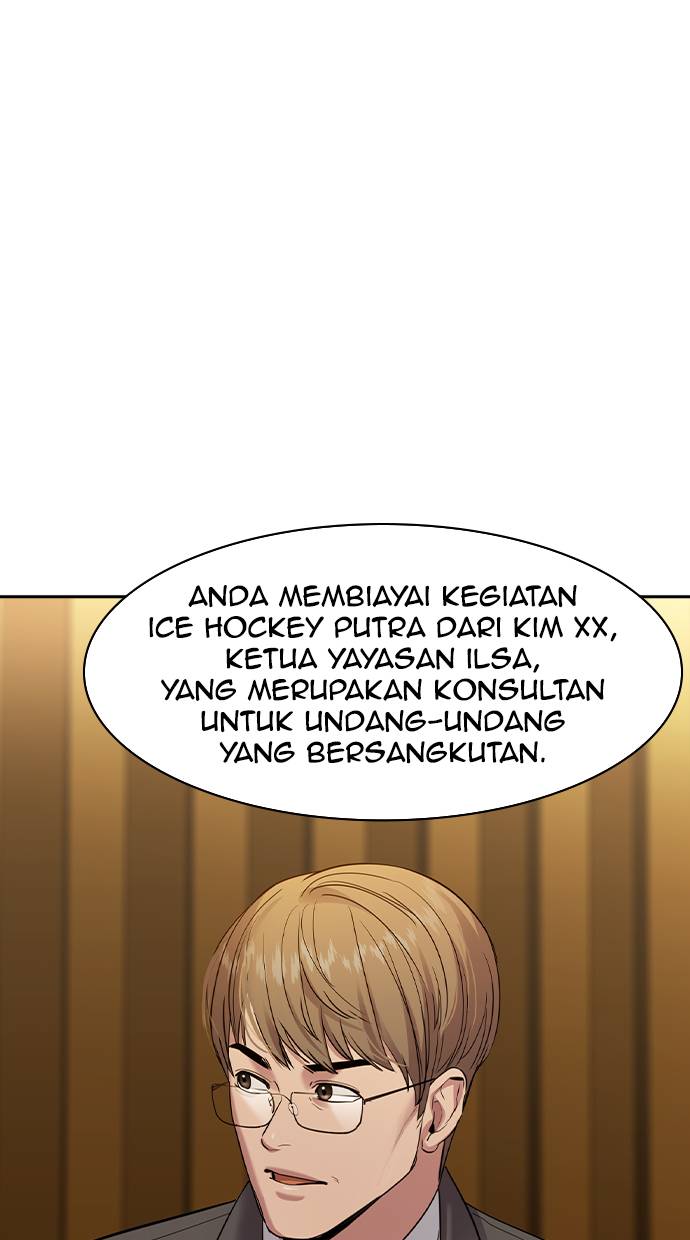 ANDA MEMBIAYAI KEGIATAN
ICE HOCKEY PUTRA DARI KIM XX,
KETUA YAYASAN ILSA,
YANG MERUPAKAN KONSULTAN
UNTUK UNDANG-UNDANG
YANG BERSANGKUTAN.